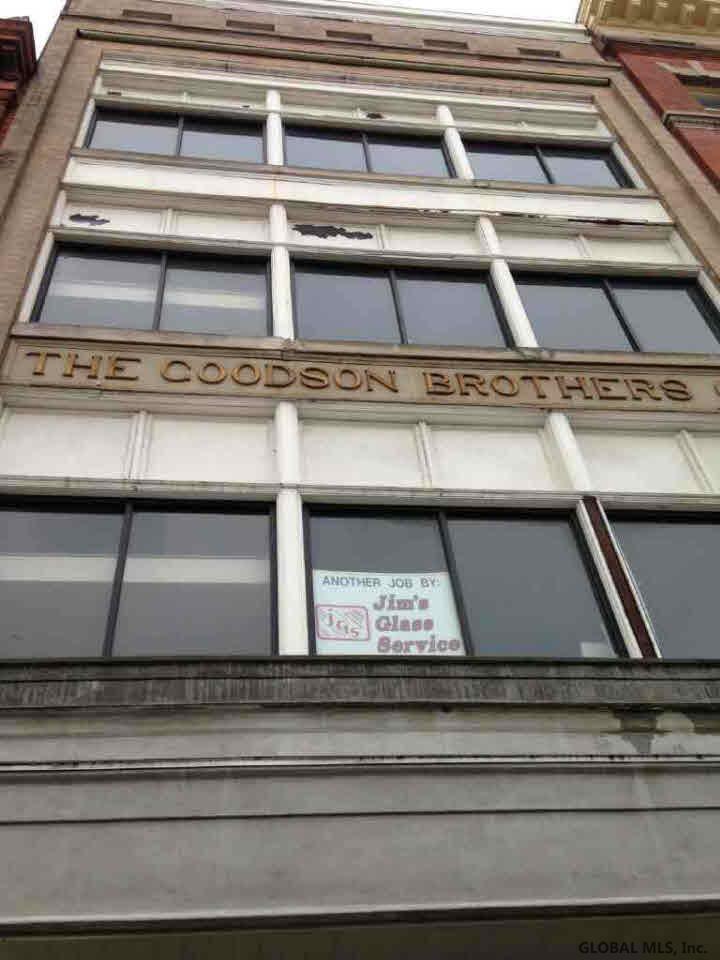 THE GOODSON BROTHERS
ANOTHER JOB BY:
Jim's
Glass
Service
JGS
GLOBAL MLS, Inc.